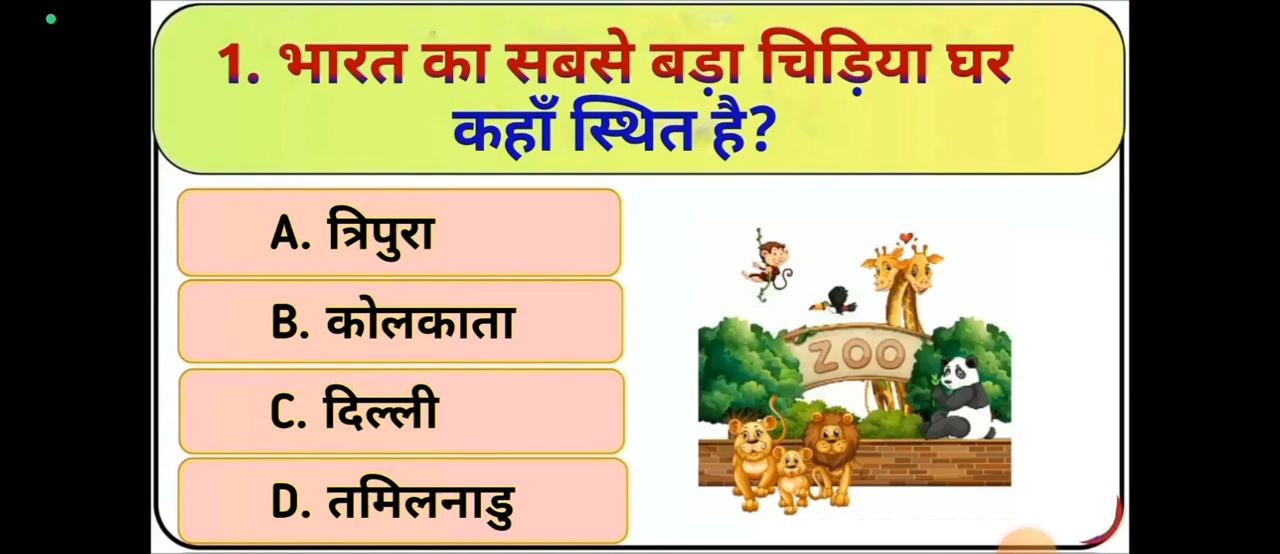 1. भारत का सबसे बड़ा चिड़िया घर
कहाँ स्थित है?
A. त्रिपुरा
B. कोलकाता
C. दिल्ली
D. तमिलनाडु
ZOO